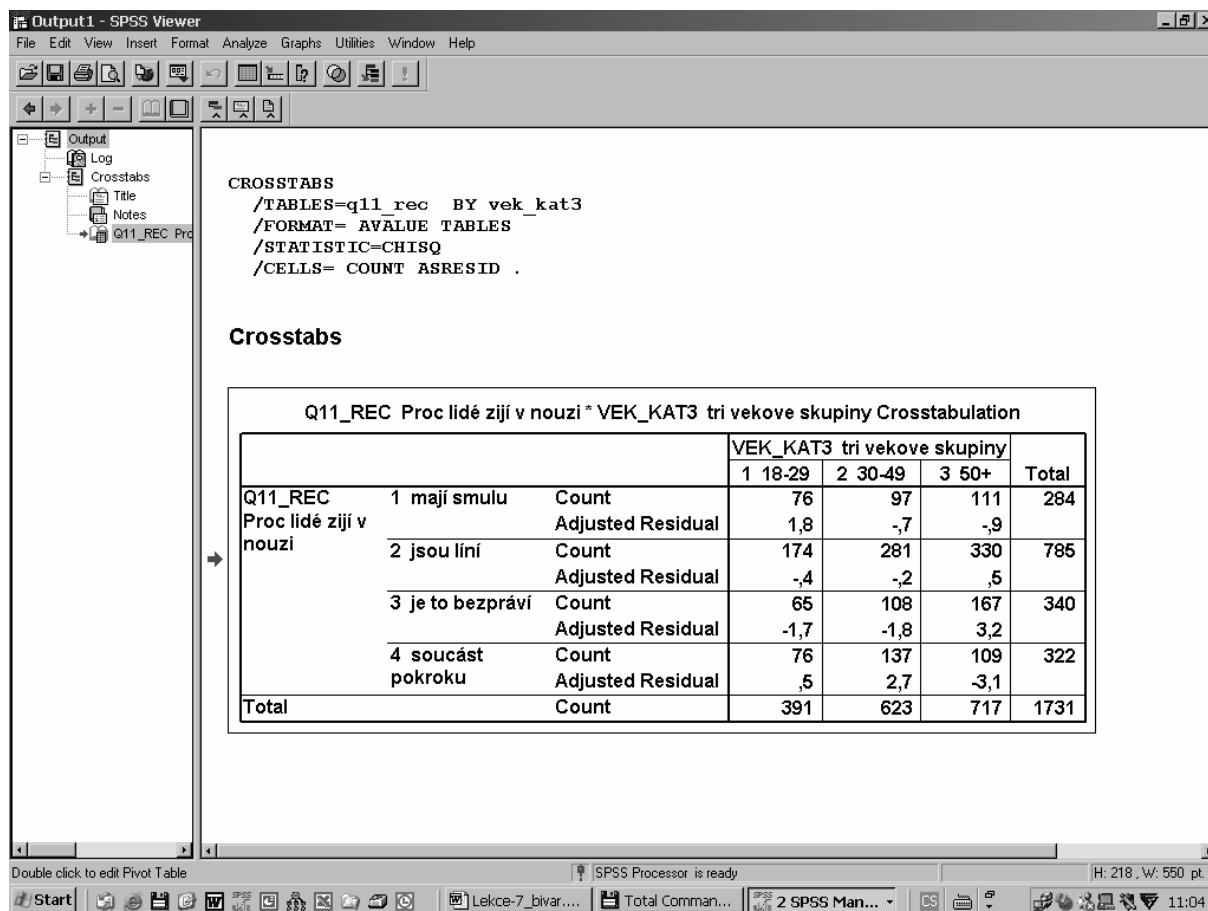 Output1 - SPSS Viewer
File Edit View Insert Format Analyze Graphs Utilities Window Help
Output
Log
Crosstabs
Title
Notes
Q11_REC Prc
CROSSTABS
/TABLES=q11_rec BY vek_kat3
/FORMAT= AVALUE TABLES
/STATISTIC=CHISQ
/CELLS= COUNT ASRESID .
Crosstabs
Q11_REC Proc lidé zijí v nouzi * VEK_KAT3 tri vekove skupiny Crosstabulation
VEK_KAT3 tri vekove skupiny
1 18-29 2 30-49 3 50+ Total
Q11_REC 1 mají smulu Count 76 97 111 284
Proc lidé zijí v Adjusted Residual 1,8 -,7 -,9
nouzi 2 jsou líní Count 174 281 330 785
Adjusted Residual -,4 -,2 ,5
3 je to bezpráví Count 65 108 167 340
Adjusted Residual -1,7 -1,8 3,2
4 soucást Count 76 137 109 322
pokroku Adjusted Residual ,5 2,7 -3,1
Total Count 391 623 717 1731
Double click to edit Pivot Table SPSS Processor is ready H: 218 , W: 550 pt.
Start Lekce-7_bivar.... Total Comman... 2 SPSS Man... CS 11:04